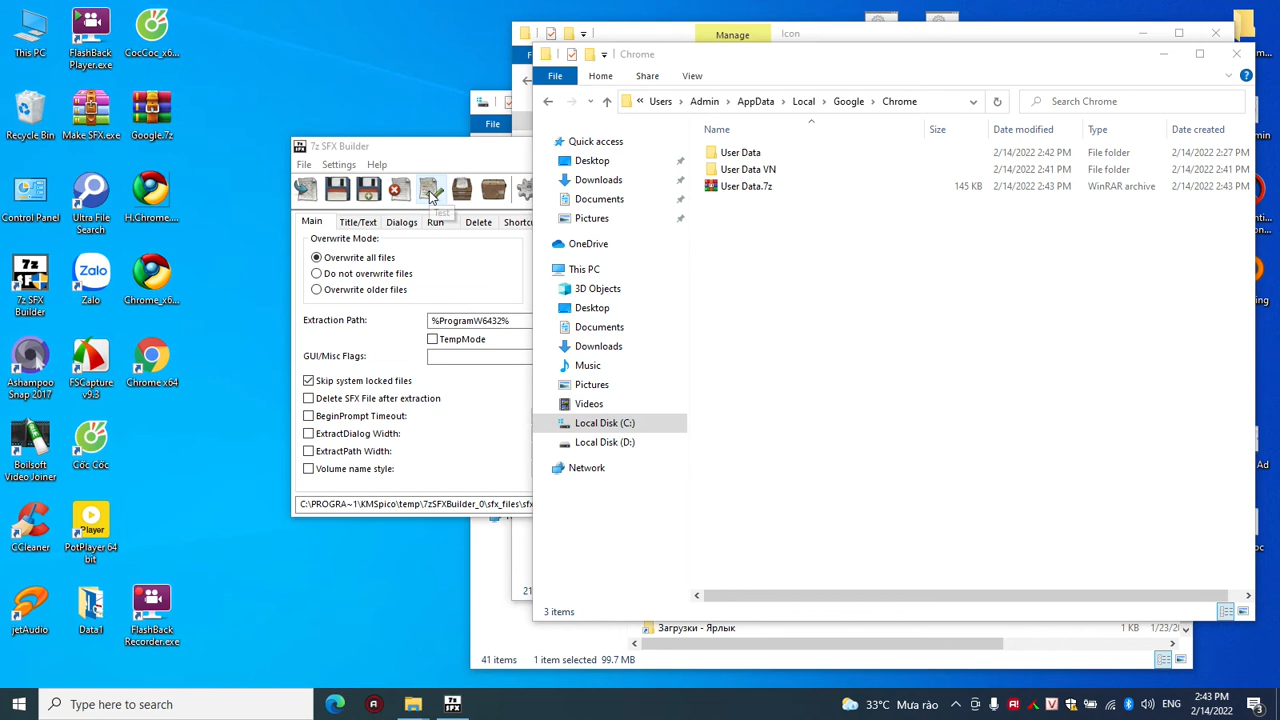 This PC
FlashBack
Player.exe
CocCoc_x6...
Recycle Bin
Make SFX.exe
Google.7z
Control Panel
Ultra File
Search
H.Chrome....
7z SFX
Builder
Zalo
Chrome_x6...
Ashampoo
Snap 2017
FSCapture
v9.3
Chrome x64
Boilsoft
Video Joiner
Cốc Cốc
CCleaner
PotPlayer 64
bit
jetAudio
Data1
FlashBack
Recorder.exe
7z SFX Builder
File
Settings
Help
Test
Main
Title/Text
Dialogs
Run
Delete
Shortcu
Overwrite Mode:
Overwrite all files
Do not overwrite files
Overwrite older files
Extraction Path:
%ProgramW6432%
TempMode
GUI/Misc Flags:
Skip system locked files
Delete SFX File after extraction
BeginPrompt Timeout:
ExtractDialog Width:
ExtractPath Width:
Volume name style:
C:\PROGRA~1\KMSpico\temp\7zSFXBuilder_0\sfx_files\sfx
Manage
Icon
File
Chrome
File
Home
Share
View
« Users
Admin
AppData
Local
Google
Chrome
Search Chrome
Name
Size
Date modified
Type
Date created
User Data
2/14/2022 2:42 PM
File folder
2/14/2022 2:27 PM
User Data VN
2/14/2022 2:41 PM
File folder
2/14/2022 2:41 PM
User Data.7z
145 KB
2/14/2022 2:43 PM
WinRAR archive
Quick access
Desktop
Downloads
Documents
Pictures
OneDrive
This PC
3D Objects
Desktop
Documents
Downloads
Music
Pictures
Videos
Local Disk (C:)
Local Disk (D:)
Network
3 items
21
Загрузки - Ярлык
1 KB
1/23/20
41 items
1 item selected
99.7 MB
Ad
Type here to search
33°C
Mưa rào
ENG
2:43 PM
2/14/2022
3